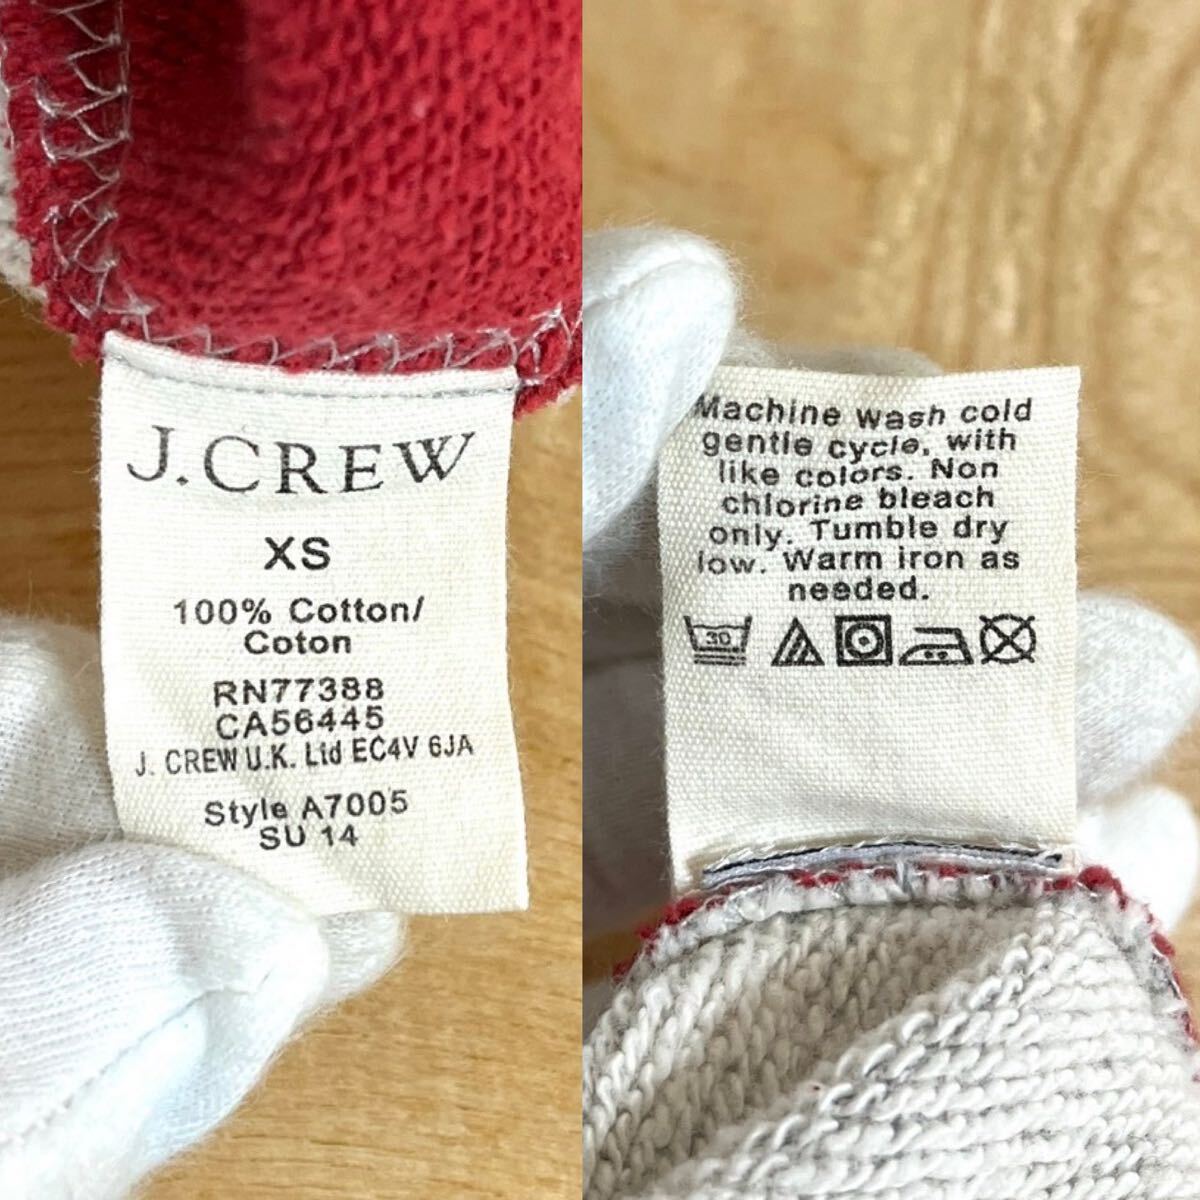 J.CREW
XS
100% Cotton/
Coton
RN77388
CA56445
J. CREW U.K. Ltd EC4V 6JA
Style A7005
SU 14
Machine wash cold
gentle cycle, with
like colors. Non
chlorine bleach
only. Tumble dry
low. Warm iron as
needed.
30